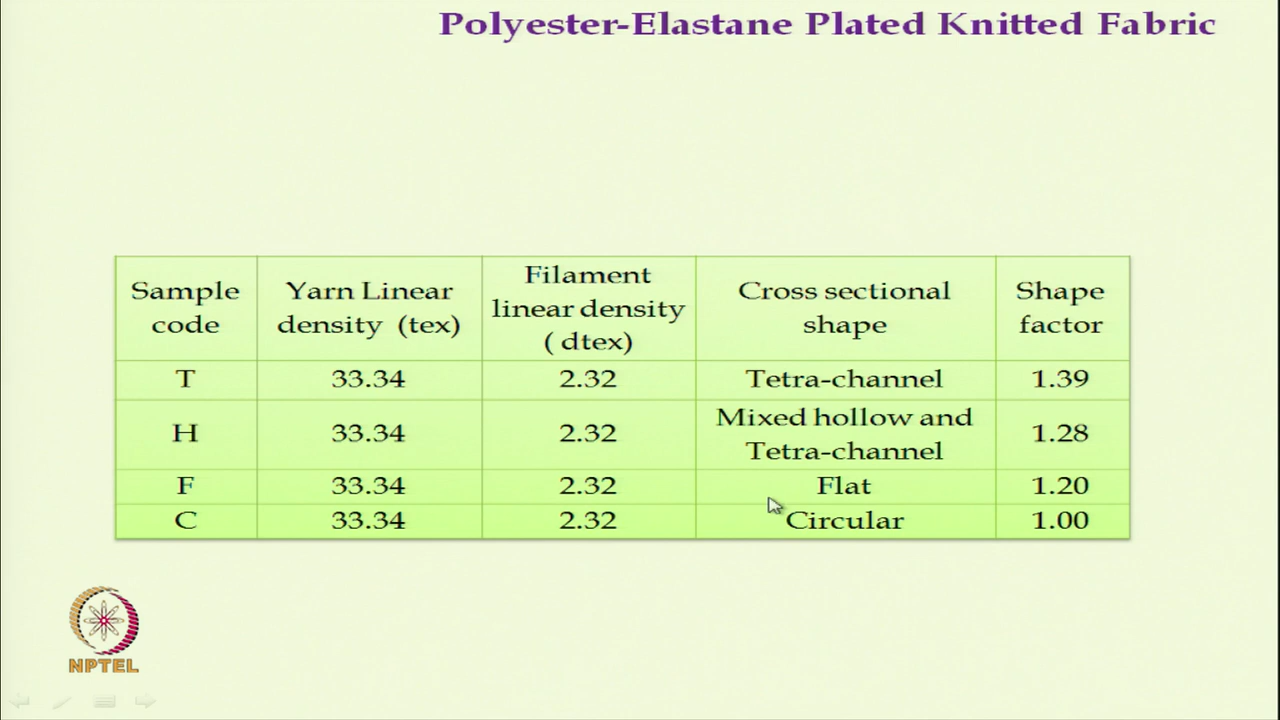 Polyester-Elastane Plated Knitted Fabric
Sample code
Yarn Linear density (tex)
Filament linear density ( dtex)
Cross sectional shape
Shape factor
T 33.34 2.32 Tetra-channel 1.39
H 33.34 2.32 Mixed hollow and Tetra-channel 1.28
F 33.34 2.32 Flat 1.20
C 33.34 2.32 Circular 1.00
NPTEL